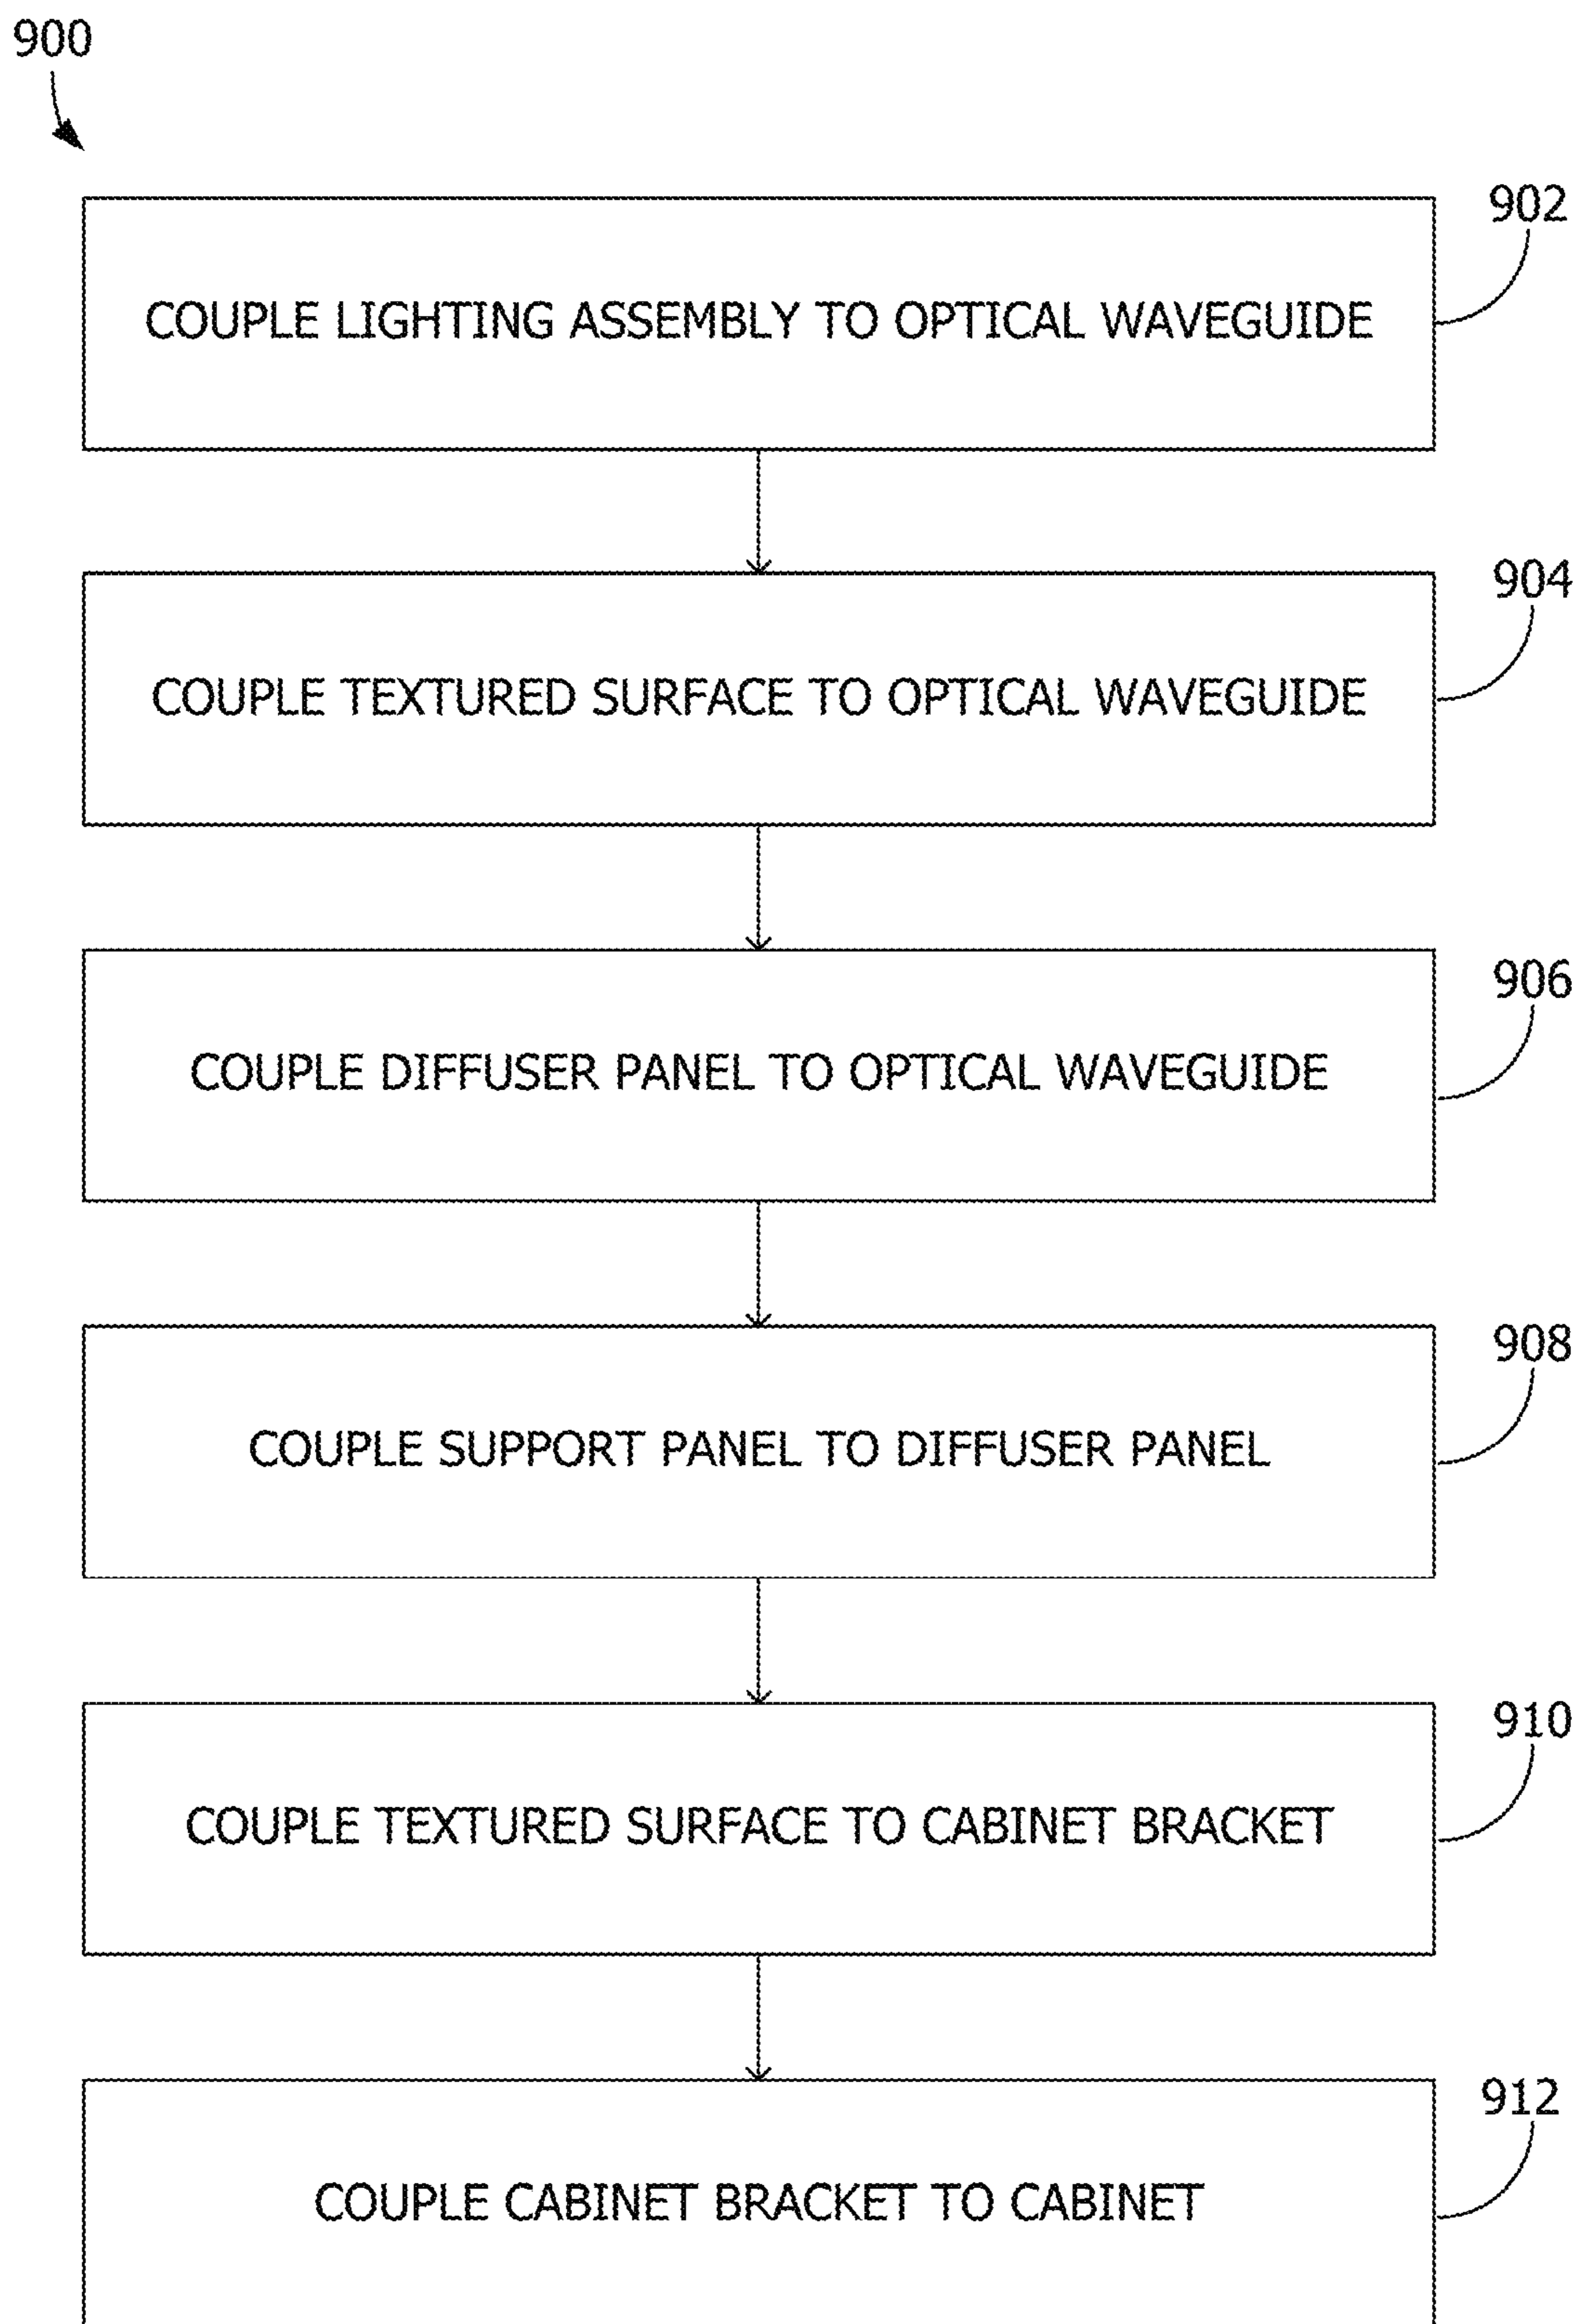 900
902
COUPLE LIGHTING ASSEMBLY TO OPTICAL WAVEGUIDE
904
COUPLE TEXTURED SURFACE TO OPTICAL WAVEGUIDE
906
COUPLE DIFFUSER PANEL TO OPTICAL WAVEGUIDE
908
COUPLE SUPPORT PANEL TO DIFFUSER PANEL
910
COUPLE TEXTURED SURFACE TO CABINET BRACKET
912
COUPLE CABINET BRACKET TO CABINET